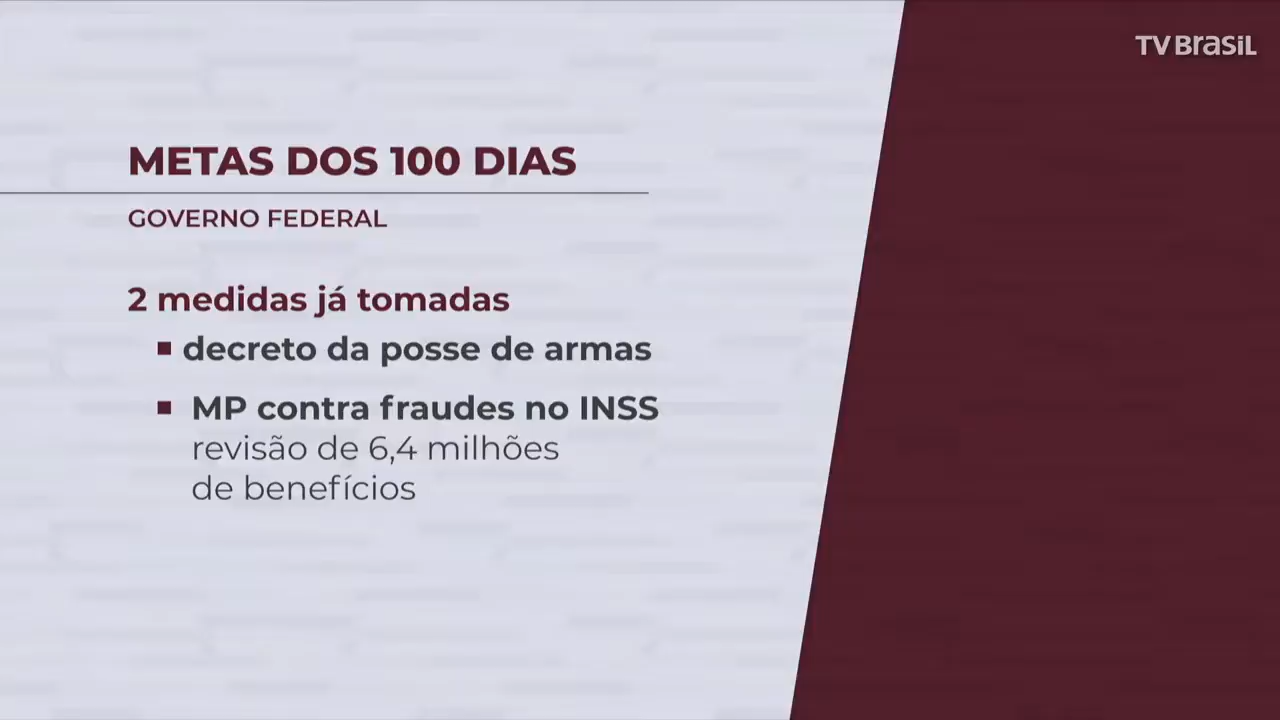 TV BRASIL
METAS DOS 100 DIAS
GOVERNO FEDERAL
2 medidas já tomadas
decreto da posse de armas
MP contra fraudes no INSS
revisão de 6,4 milhões
de benefícios